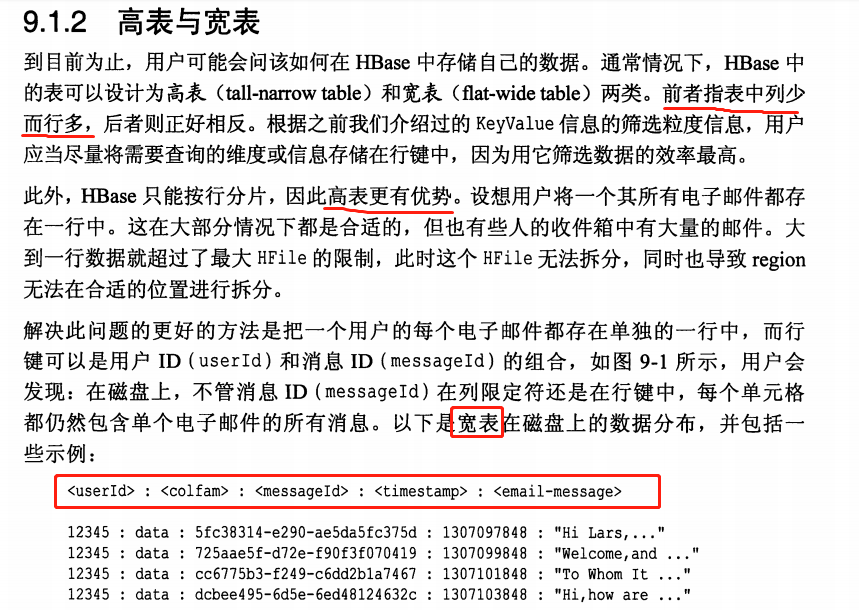 9.1.2 高表与宽表
到目前为止，用户可能会问该如何在 HBase 中存储自己的数据。通常情况下，HBase 中
的表可以设计为高表（tall-narrow table）和宽表（flat-wide table）两类。前者指表中列少
而行多，后者则正好相反。根据之前我们介绍过的 KeyValue 信息的筛选粒度信息，用户
应当尽量将需要查询的维度或信息存储在行键中，因为用它筛选数据的效率最高。
此外，HBase 只能按行分片，因此高表更有优势。设想用户将一个其所有电子邮件都存
在一行中。这在大部分情况下都是合适的，但也有些人的收件箱中有大量的邮件。大
到一行数据就超过了最大 HFile 的限制，此时这个 HFile 无法拆分，同时也导致 region
无法在合适的位置进行拆分。
解决此问题的更好的方法是把一个用户的每个电子邮件都存在单独的一行中，而行
键可以是用户 ID（userId）和消息 ID（messageId）的组合，如图 9-1 所示，用户会
发现：在磁盘上，不管消息 ID（messageId）在列限定符还是在行键中，每个单元格
都仍然包含单个电子邮件的所有消息。以下是宽表在磁盘上的数据分布，并包括一
些示例：
<userId> : <colfam> : <messageId> : <timestamp> : <email-message>
12345 : data : 5fc38314-e290-ae5da5fc375d : 1307097848 : "Hi Lars,..."
12345 : data : 725aae5f-d72e-f90f3f070419 : 1307099848 : "Welcome,and ..."
12345 : data : cc6775b3-f249-c6dd2b1a7467 : 1307101848 : "To Whom It ..."
12345 : data : dcbee495-6d5e-6ed48124632c : 1307103848 : "Hi,how are ..."